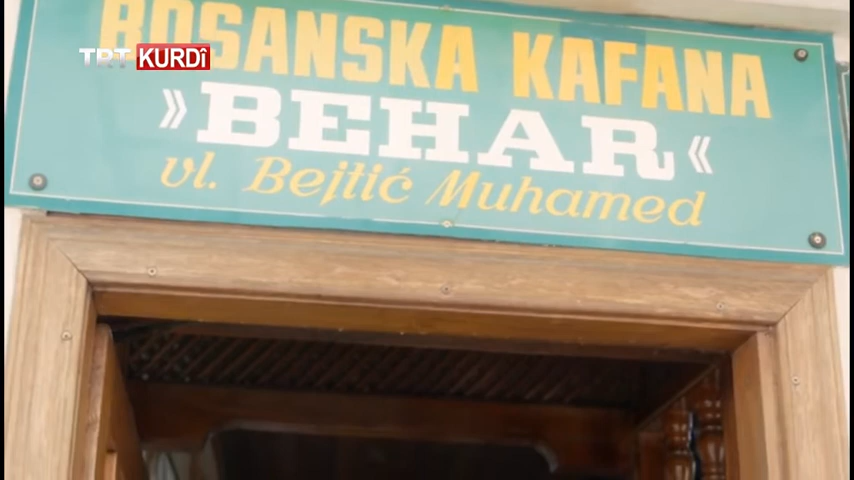 BOSANSKA KAFANA
TRT KURDÎ
»BEHAR«
vl. Bejtić Muhamed